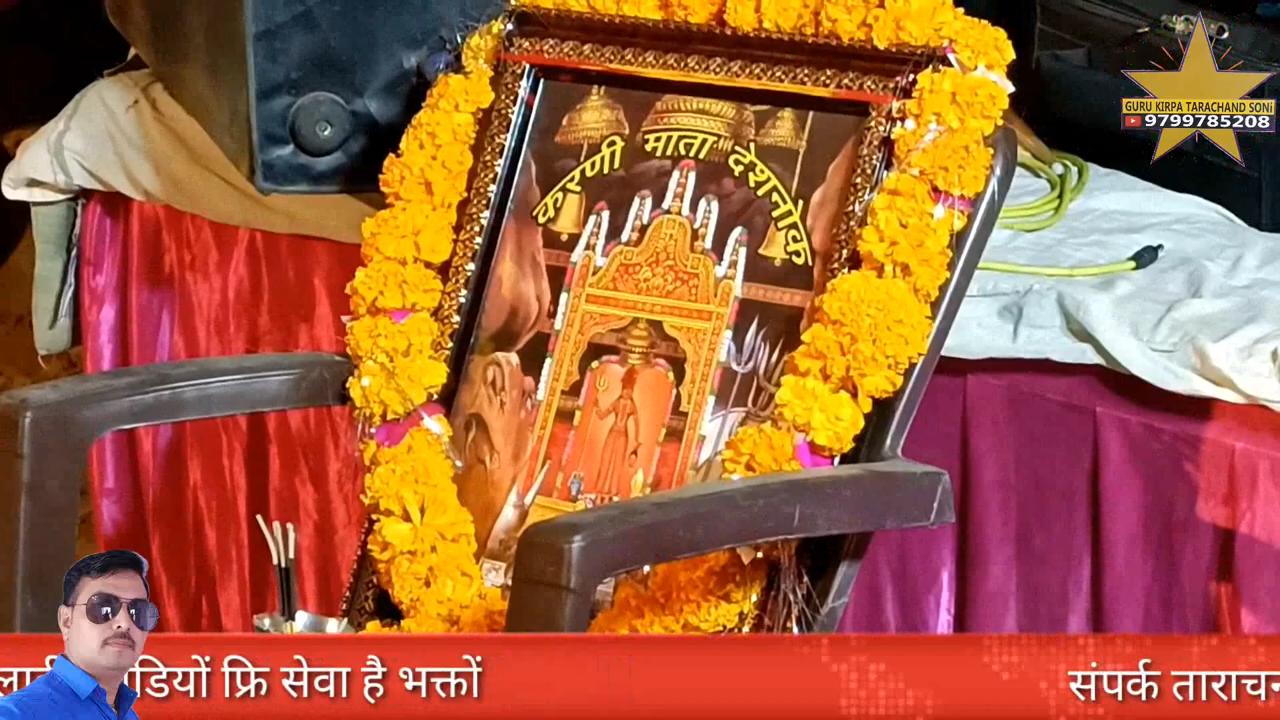 GURU KIRPA TARACHAND SONI
9799785208
करणी माता देशनोक
डियों फ्रि सेवा है भक्तों
संपर्क